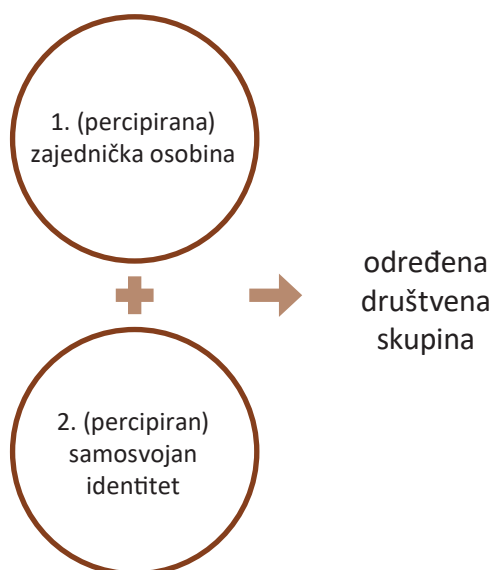 1. (percipirana)
zajednička osobina
određena
društvena
skupina
2. (percipiran)
samosvojan
identitet